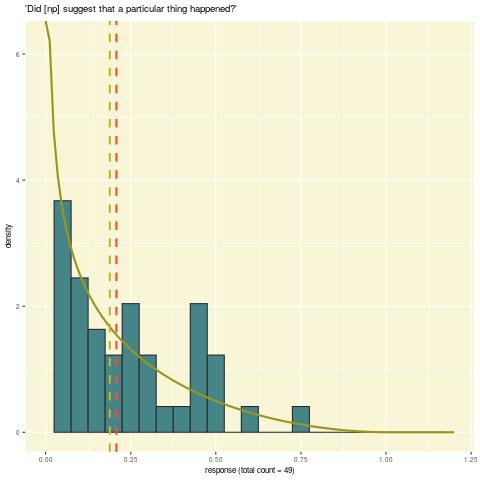 'Did [np] suggest that a particular thing happened?'
6
4
2
0
density
0.00 0.25 0.50 0.75 1.00 1.25
response (total count = 49)